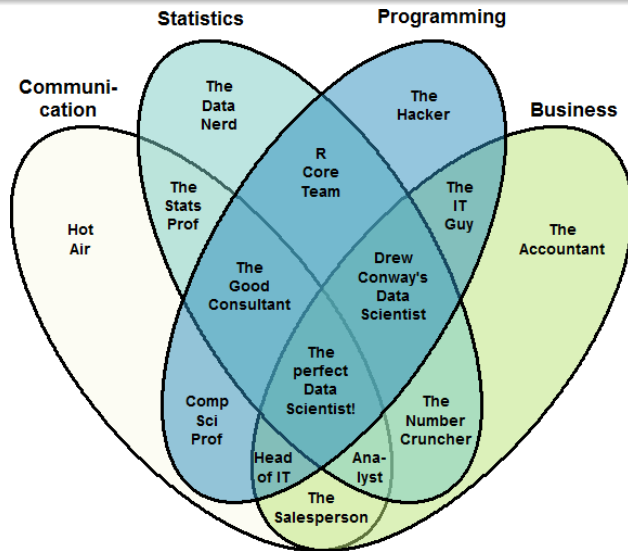 Statistics
Programming
Communi-
cation
Business
The
Data
Nerd
The
Hacker
R
Core
Team
The
Stats
Prof
The
IT
Guy
Hot
Air
The
Accountant
The
Good
Consultant
Drew
Conway's
Data
Scientist
The
perfect
Data
Scientist!
Comp
Sci
Prof
The
Number
Cruncher
Head
of IT
Ana-
lyst
The
Salesperson